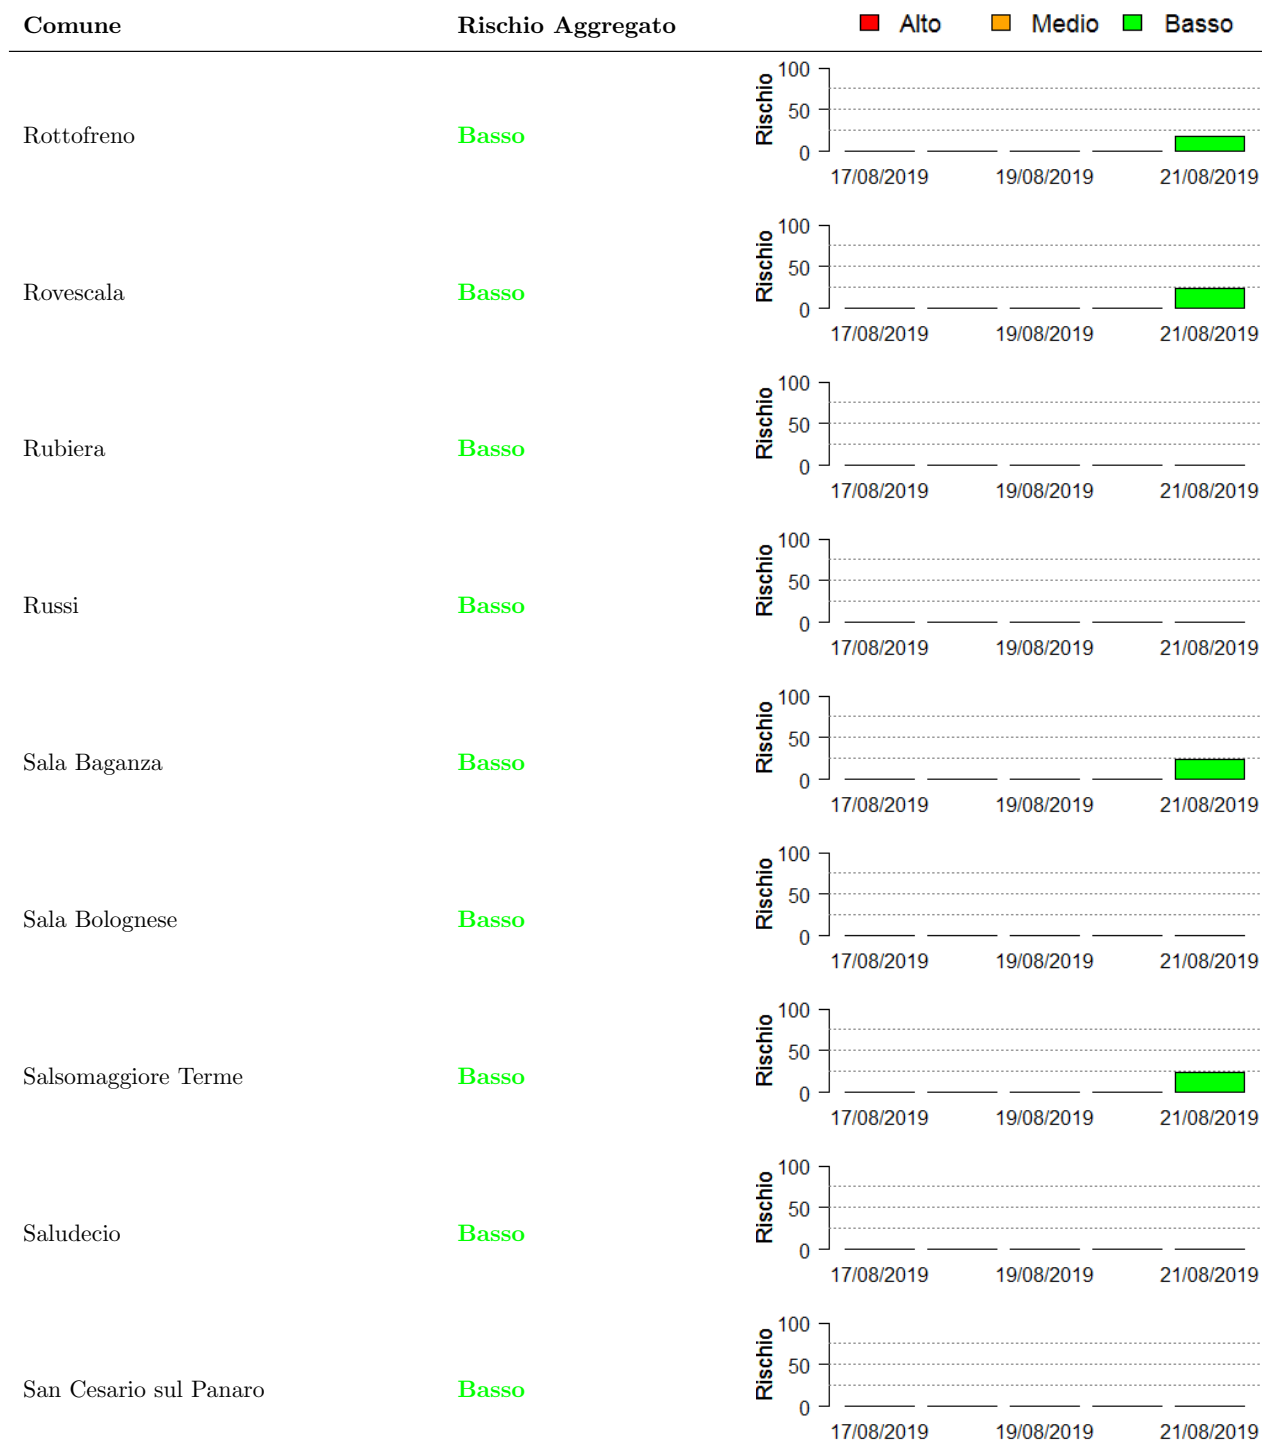 Comune Rischio Aggregato Alto Medio Basso
Rottofreno Basso
Rischio
100
50
0
17/08/2019 19/08/2019 21/08/2019
Rovescala Basso
Rischio
100
50
0
17/08/2019 19/08/2019 21/08/2019
Rubiera Basso
Rischio
100
50
0
17/08/2019 19/08/2019 21/08/2019
Russi Basso
Rischio
100
50
0
17/08/2019 19/08/2019 21/08/2019
Sala Baganza Basso
Rischio
100
50
0
17/08/2019 19/08/2019 21/08/2019
Sala Bolognese Basso
Rischio
100
50
0
17/08/2019 19/08/2019 21/08/2019
Salsomaggiore Terme Basso
Rischio
100
50
0
17/08/2019 19/08/2019 21/08/2019
Saludecio Basso
Rischio
100
50
0
17/08/2019 19/08/2019 21/08/2019
San Cesario sul Panaro Basso
Rischio
100
50
0
17/08/2019 19/08/2019 21/08/2019